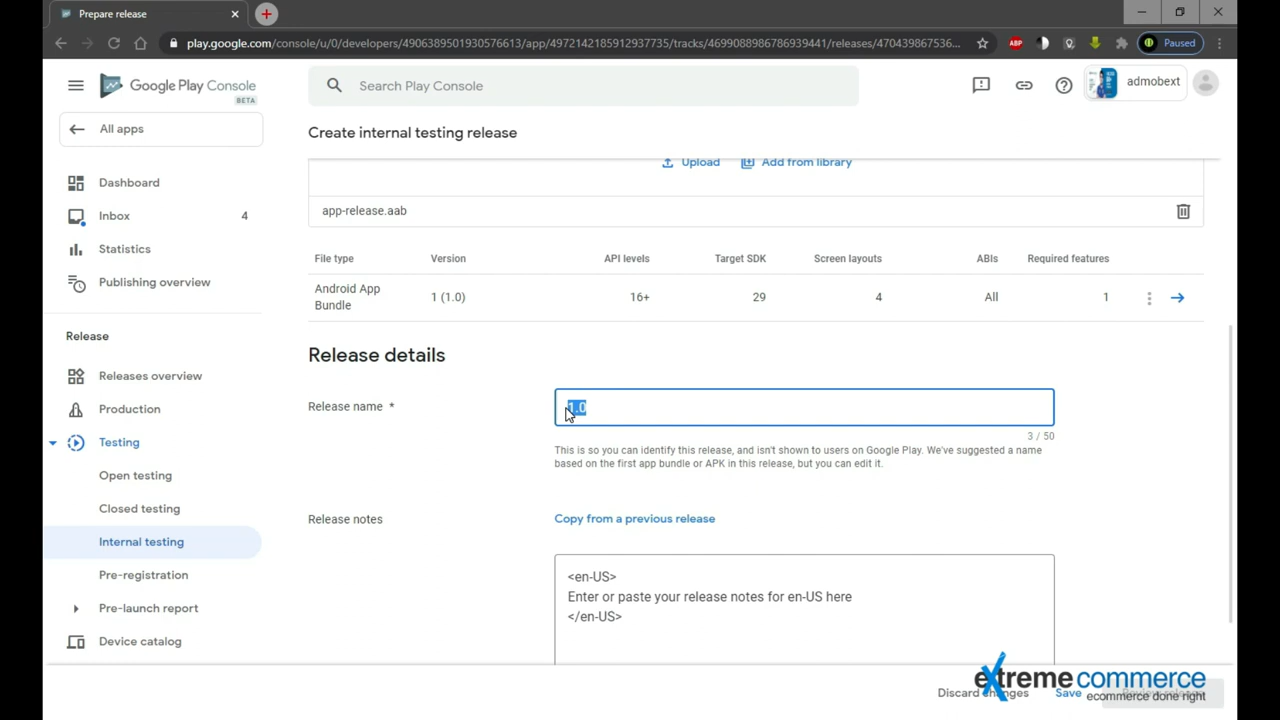 Prepare release
play.google.com/console/u/0/developers/4906389501930576613/app/4972142185912937735/tracks/4699088986786939441/releases/470439867536...
ABP
Paused
Google Play Console
BETA
Search Play Console
admobext
All apps
Create internal testing release
Upload
Add from library
Dashboard
Inbox
4
Statistics
Publishing overview
Release
Releases overview
Production
Testing
Open testing
Closed testing
Internal testing
Pre-registration
Pre-launch report
Device catalog
app-release.aab
File type Version API levels Target SDK Screen layouts ABIs Required features
Android App
Bundle
1 (1.0) 16+ 29 4 All 1
Release details
Release name *
1.0
3 / 50
This is so you can identify this release, and isn't shown to users on Google Play. We've suggested a name
based on the first app bundle or APK in this release, but you can edit it.
Release notes
Copy from a previous release
<en-US>
Enter or paste your release notes for en-US here
</en-US>
Discard changes
Save
extreme commerce
ecommerce done right